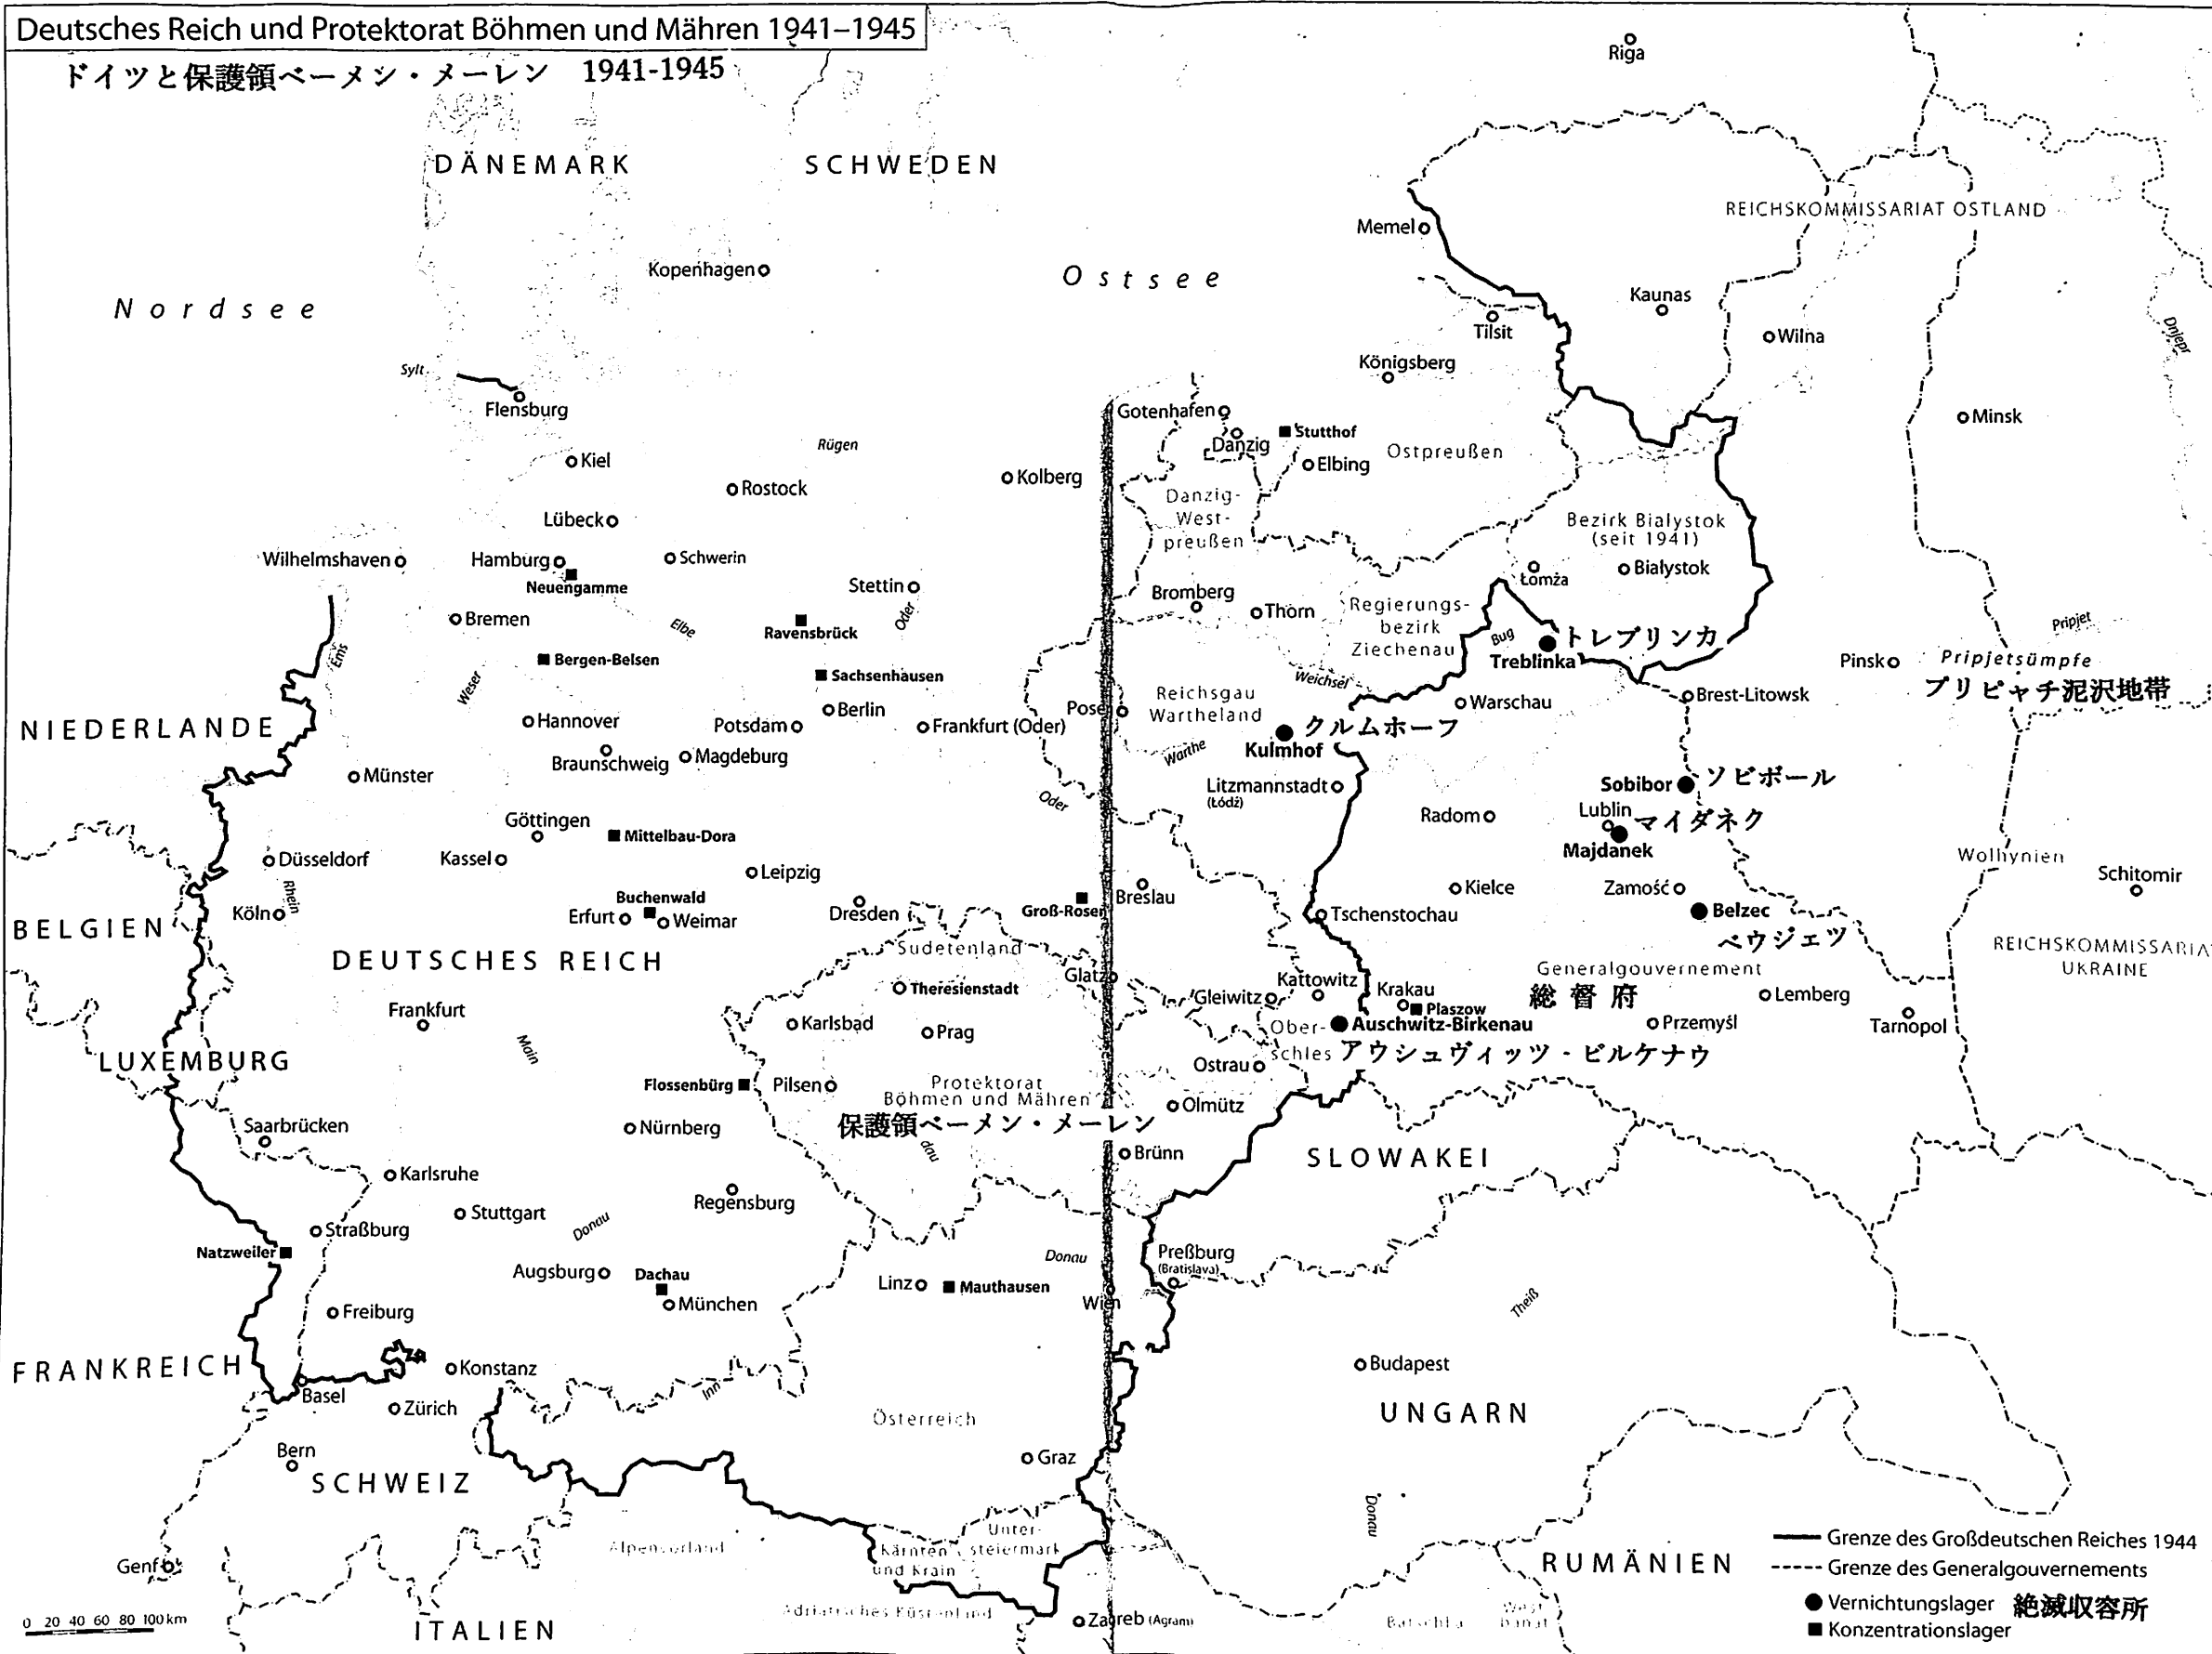 Deutsches Reich und Protektorat Böhmen und Mähren 1941–1945
ドイツと保護領ベーメン・メーレン 1941-1945
Riga
DÄNEMARK
SCHWEDEN
REICHSKOMMISSARIAT OSTLAND
Memel
Kopenhagen
Ostsee
Nordsee
Kaunas
Tilsit
Wilna
Dnjepr
Königsberg
Sylt
Flensburg
Gotenhafen
Danzig
Stutthof
Elbing
Ostpreußen
Minsk
Rügen
Kiel
Kolberg
Rostock
Danzig-
West-
preußen
Lübeck
Bezirk Bialystok
(seit 1941)
Wilhelmshaven
Hamburg
Schwerin
Neuengamme
Stettin
Łomża
Bialystok
Bromberg
Thorn
Regierungs-
bezirk
Ziechenau
Bremen
Elbe
Ravensbrück
Oder
Bug
トレブリンカ
Treblinka
Pripjet
Ems
Bergen-Belsen
Weser
Sachsenhausen
Weichsel
Pinsk
Pripjetsümpfe
プリピャチ泥沢地帯
NIEDERLANDE
Hannover
Potsdam
Berlin
Frankfurt (Oder)
Posen
Reichsgau
Wartheland
Warschau
Brest-Litowsk
クルムホーフ
Kulmhof
Braunschweig
Magdeburg
Warthe
Münster
Litzmannstadt
(Łódź)
Sobibor
ソビボール
Oder
Radom
Lublin
マイダネク
Majdanek
Göttingen
Mittelbau-Dora
Düsseldorf
Kassel
Leipzig
Wolhynien
Schitomir
Rhein
Köln
Buchenwald
Erfurt
Weimar
Dresden
Groß-Rosen
Breslau
Kielce
Zamość
Tschenstochau
Belzec
ベウジェツ
BELGIEN
DEUTSCHES REICH
Sudetenland
REICHSKOMMISSARIA
UKRAINE
Glatz
Theresienstadt
Kattowitz
Gleiwitz
Krakau
Plaszow
Generalgouvernement
総督府
Lemberg
Frankfurt
Karlsbad
Prag
Ober-
schles
Auschwitz-Birkenau
アウシュヴィッツ - ビルケナウ
Przemyśl
Tarnopol
Main
LUXEMBURG
Ostrau
Flossenbürg
Pilsen
Protektorat
Böhmen und Mähren
保護領ベーメン・メーレン
dau
Olmütz
Saarbrücken
Nürnberg
Brünn
SLOWAKEI
Karlsruhe
Regensburg
Stuttgart
Donau
Straßburg
Natzweiler
Preßburg
(Bratislava)
Donau
Augsburg
Dachau
München
Linz
Mauthausen
Wien
Theiß
Freiburg
FRANKREICH
Konstanz
Basel
Zürich
Inn
Budapest
Österreich
UNGARN
Bern
SCHWEIZ
Graz
Donau
Unter-
steiermark
Kärnten
und Krain
Alpenvorland
Genf
RUMÄNIEN
Adriatisches Küstenland
Zagreb (Agram)
Batschka
West
banat
0 20 40 60 80 100 km
ITALIEN
Grenze des Großdeutschen Reiches 1944
Grenze des Generalgouvernements
Vernichtungslager 絶滅収容所
Konzentrationslager